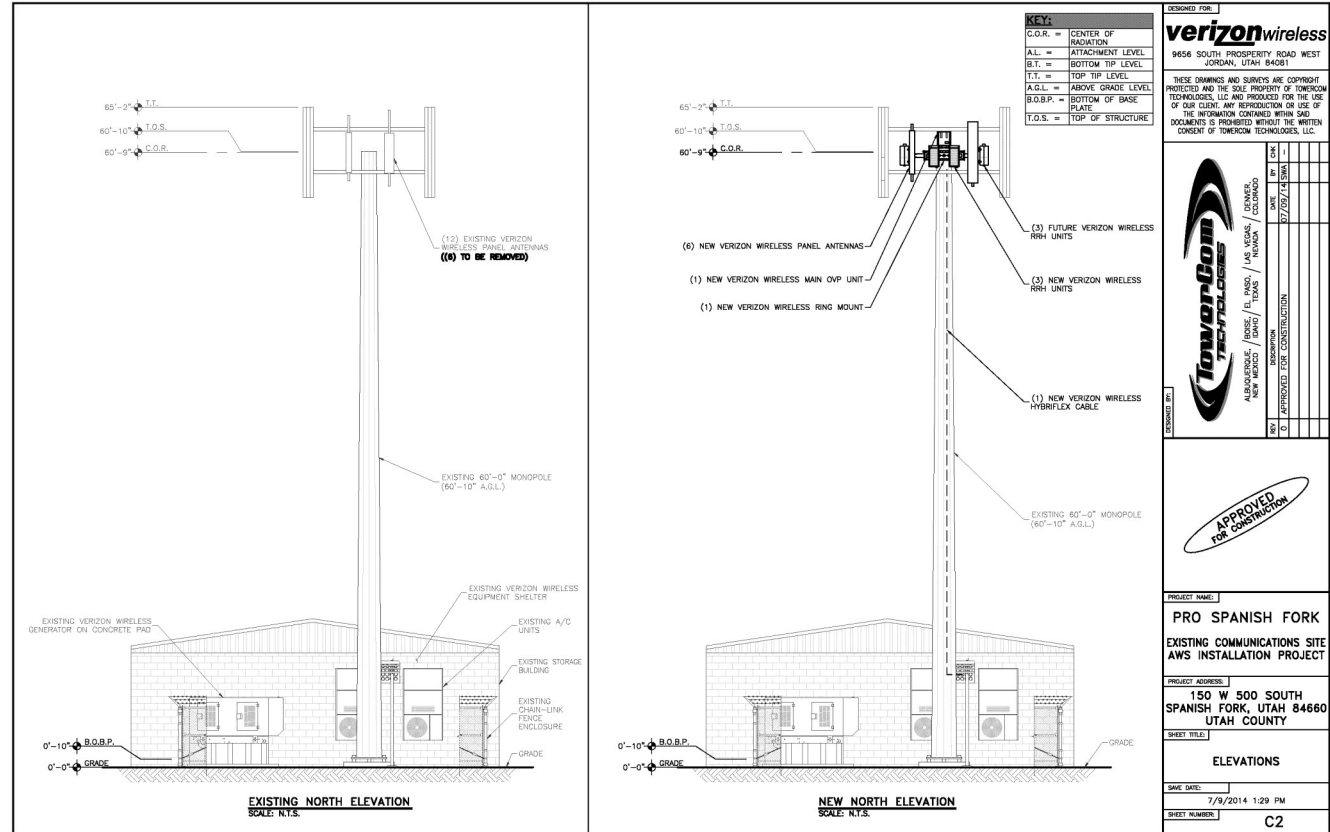 65'-2" T.T.
60'-10" T.O.S.
60'-9" C.O.R.
(12) EXISTING VERIZON
WIRELESS PANEL ANTENNAS
((6) TO BE REMOVED)
EXISTING 60'-0" MONOPOLE
(60'-10" A.G.L.)
EXISTING VERIZON WIRELESS
EQUIPMENT SHELTER
EXISTING VERIZON WIRELESS
GENERATOR ON CONCRETE PAD
EXISTING A/C
UNITS
EXISTING STORAGE
BUILDING
EXISTING
CHAIN-LINK
FENCE
ENCLOSURE
0'-10" B.O.B.P.
0'-0" GRADE
GRADE
EXISTING NORTH ELEVATION
SCALE: N.T.S.
KEY:
C.O.R. = CENTER OF
RADIATION
A.L. = ATTACHMENT LEVEL
B.T. = BOTTOM TIP LEVEL
T.T. = TOP TIP LEVEL
A.G.L. = ABOVE GRADE LEVEL
B.O.B.P. = BOTTOM OF BASE
PLATE
T.O.S. = TOP OF STRUCTURE
65'-2" T.T.
60'-10" T.O.S.
60'-9" C.O.R.
(6) NEW VERIZON WIRELESS PANEL ANTENNAS
(1) NEW VERIZON WIRELESS MAIN OVP UNIT
(1) NEW VERIZON WIRELESS RING MOUNT
(3) FUTURE VERIZON WIRELESS
RRH UNITS
(3) NEW VERIZON WIRELESS
RRH UNITS
(1) NEW VERIZON WIRELESS
HYBRIFLEX CABLE
EXISTING 60'-0" MONOPOLE
(60'-10" A.G.L.)
0'-10" B.O.B.P.
0'-0" GRADE
GRADE
NEW NORTH ELEVATION
SCALE: N.T.S.
DESIGNED FOR:
verizonwireless
9656 SOUTH PROSPERITY ROAD WEST
JORDAN, UTAH 84081
THESE DRAWINGS AND SURVEYS ARE COPYRIGHT
PROTECTED AND THE SOLE PROPERTY OF TOWERCOM
TECHNOLOGIES, LLC AND PRODUCED FOR THE USE
OF OUR CLIENT. ANY REPRODUCTION OR USE OF
THE INFORMATION CONTAINED WITHIN SAID
DOCUMENTS IS PROHIBITED WITHOUT THE WRITTEN
CONSENT OF TOWERCOM TECHNOLOGIES, LLC.
DESIGNED BY:
TowerCom
TECHNOLOGIES
ALBUQUERQUE, / BOISE, / EL PASO, / LAS VEGAS, / DENVER,
NEW MEXICO / IDAHO / TEXAS / NEVADA / COLORADO
REV DESCRIPTION DATE BY CHK
0 APPROVED FOR CONSTRUCTION 07/09/14 SWA -
APPROVED
FOR CONSTRUCTION
PROJECT NAME:
PRO SPANISH FORK
EXISTING COMMUNICATIONS SITE
AWS INSTALLATION PROJECT
PROJECT ADDRESS:
150 W 500 SOUTH
SPANISH FORK, UTAH 84660
UTAH COUNTY
SHEET TITLE:
ELEVATIONS
SAVE DATE:
7/9/2014 1:29 PM
SHEET NUMBER:
C2